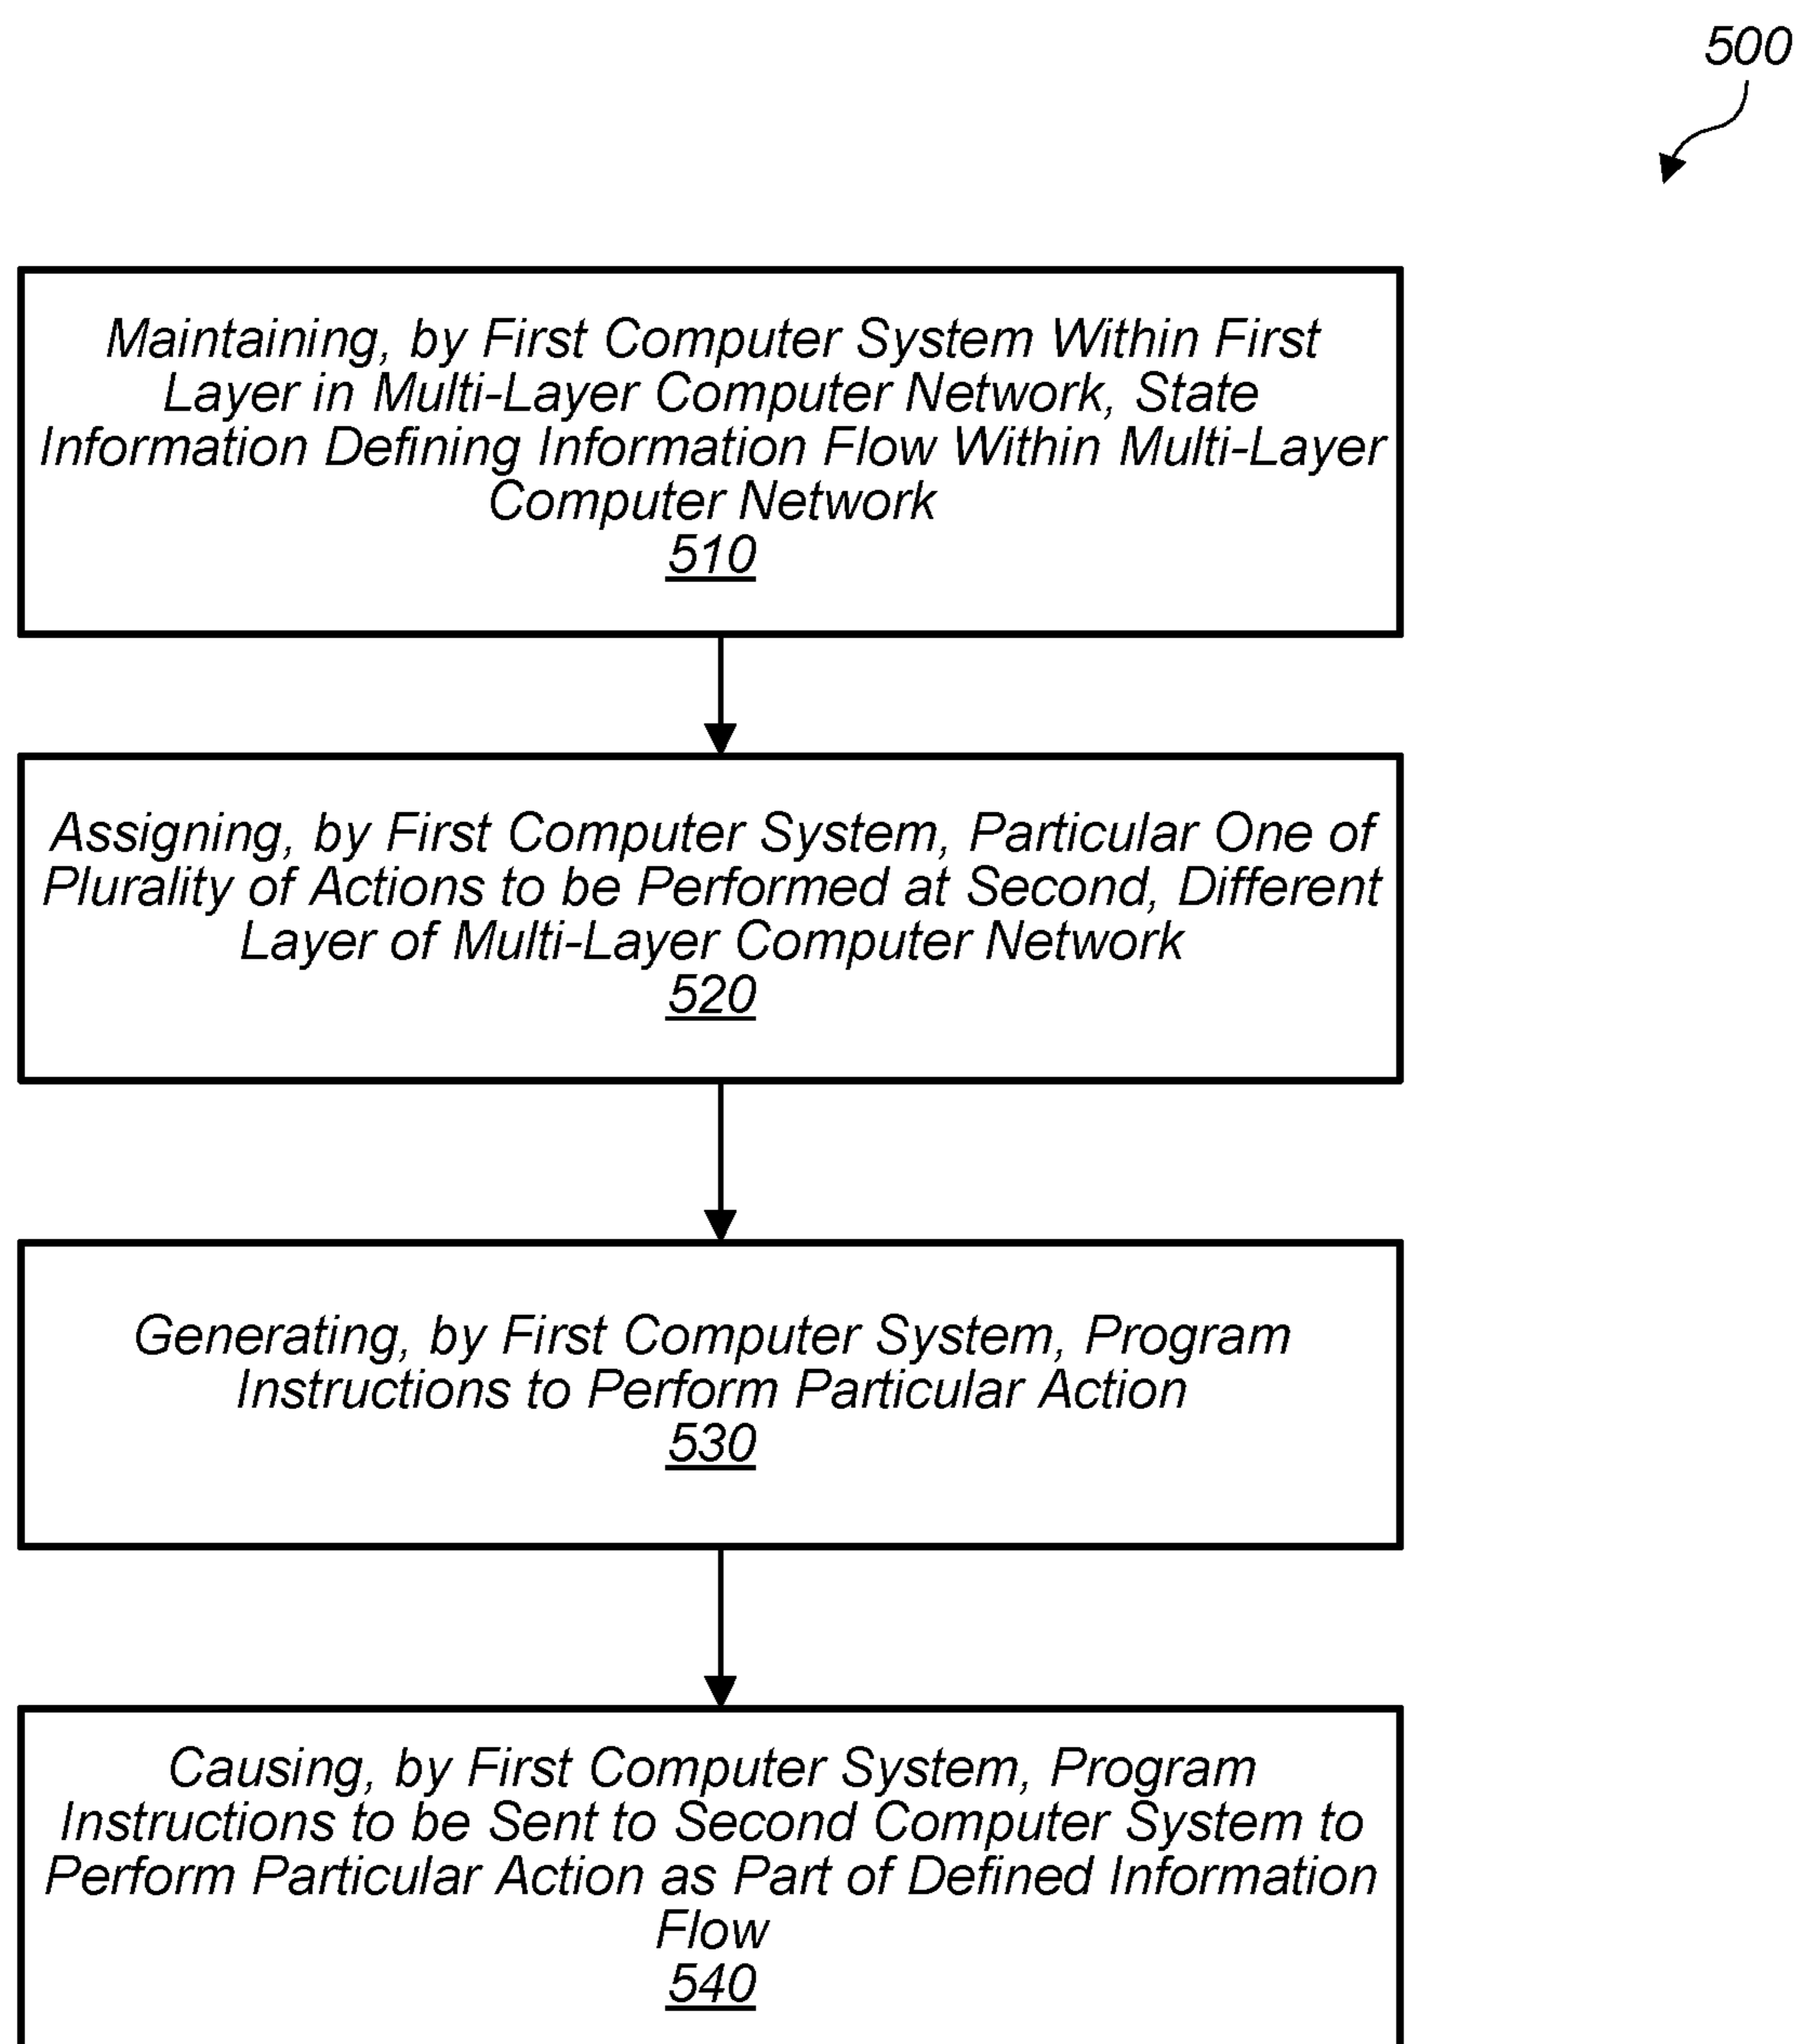 500
Maintaining, by First Computer System Within First
Layer in Multi-Layer Computer Network, State
Information Defining Information Flow Within Multi-Layer
Computer Network
510
Assigning, by First Computer System, Particular One of
Plurality of Actions to be Performed at Second, Different
Layer of Multi-Layer Computer Network
520
Generating, by First Computer System, Program
Instructions to Perform Particular Action
530
Causing, by First Computer System, Program
Instructions to be Sent to Second Computer System to
Perform Particular Action as Part of Defined Information
Flow
540